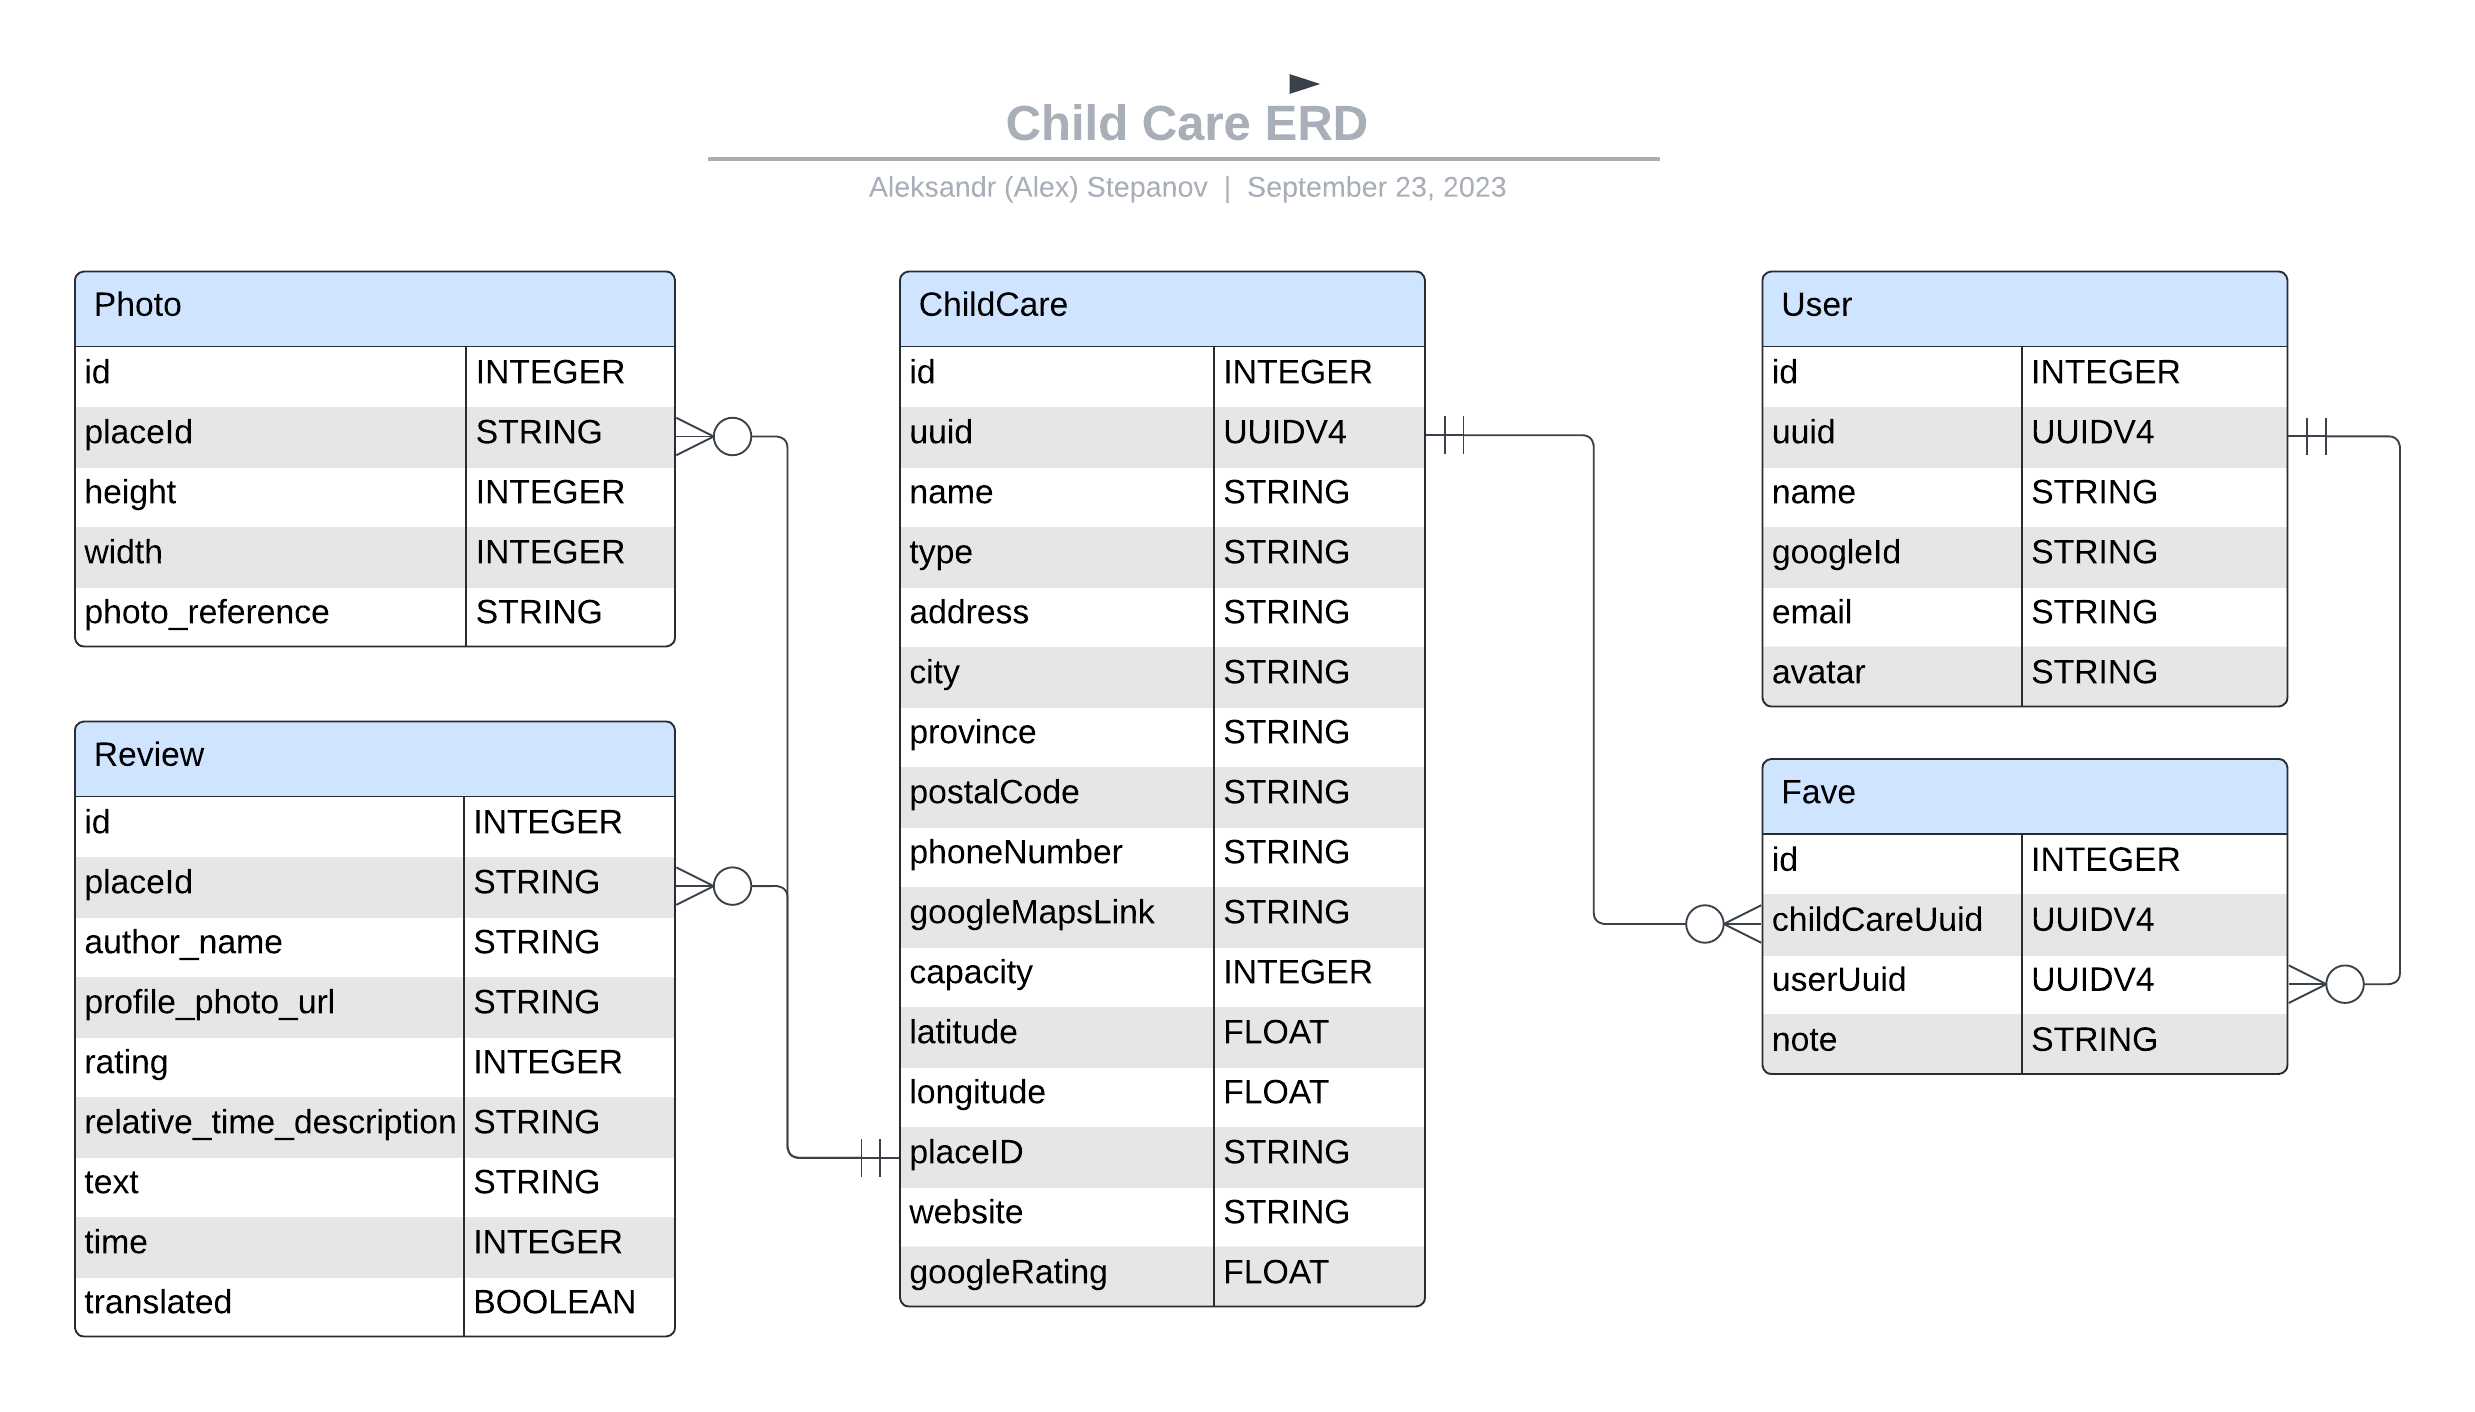 Child Care ERD
Aleksandr (Alex) Stepanov | September 23, 2023
Photo
id INTEGER
placeId STRING
height INTEGER
width INTEGER
photo_reference STRING
Review
id INTEGER
placeId STRING
author_name STRING
profile_photo_url STRING
rating INTEGER
relative_time_description STRING
text STRING
time INTEGER
translated BOOLEAN
ChildCare
id INTEGER
uuid UUIDV4
name STRING
type STRING
address STRING
city STRING
province STRING
postalCode STRING
phoneNumber STRING
googleMapsLink STRING
capacity INTEGER
latitude FLOAT
longitude FLOAT
placeID STRING
website STRING
googleRating FLOAT
User
id INTEGER
uuid UUIDV4
name STRING
googleId STRING
email STRING
avatar STRING
Fave
id INTEGER
childCareUuid UUIDV4
userUuid UUIDV4
note STRING